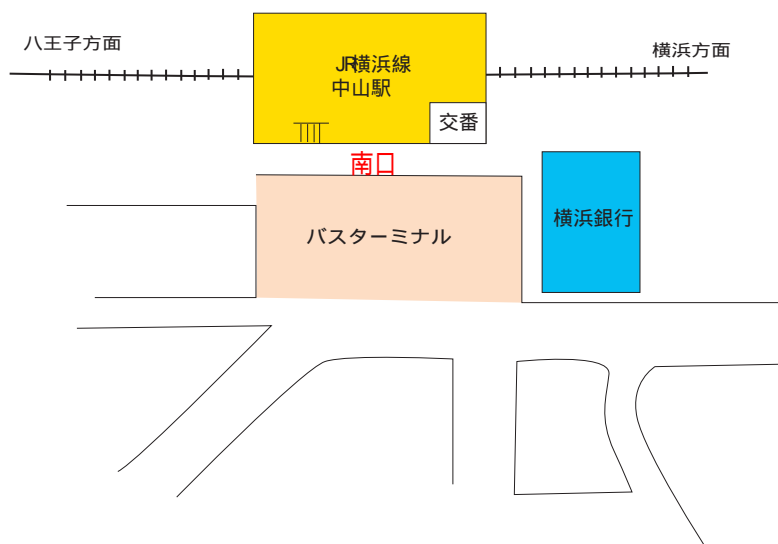 八王子方面
横浜方面
JR横浜線
中山駅
交番
南口
横浜銀行
バスターミナル